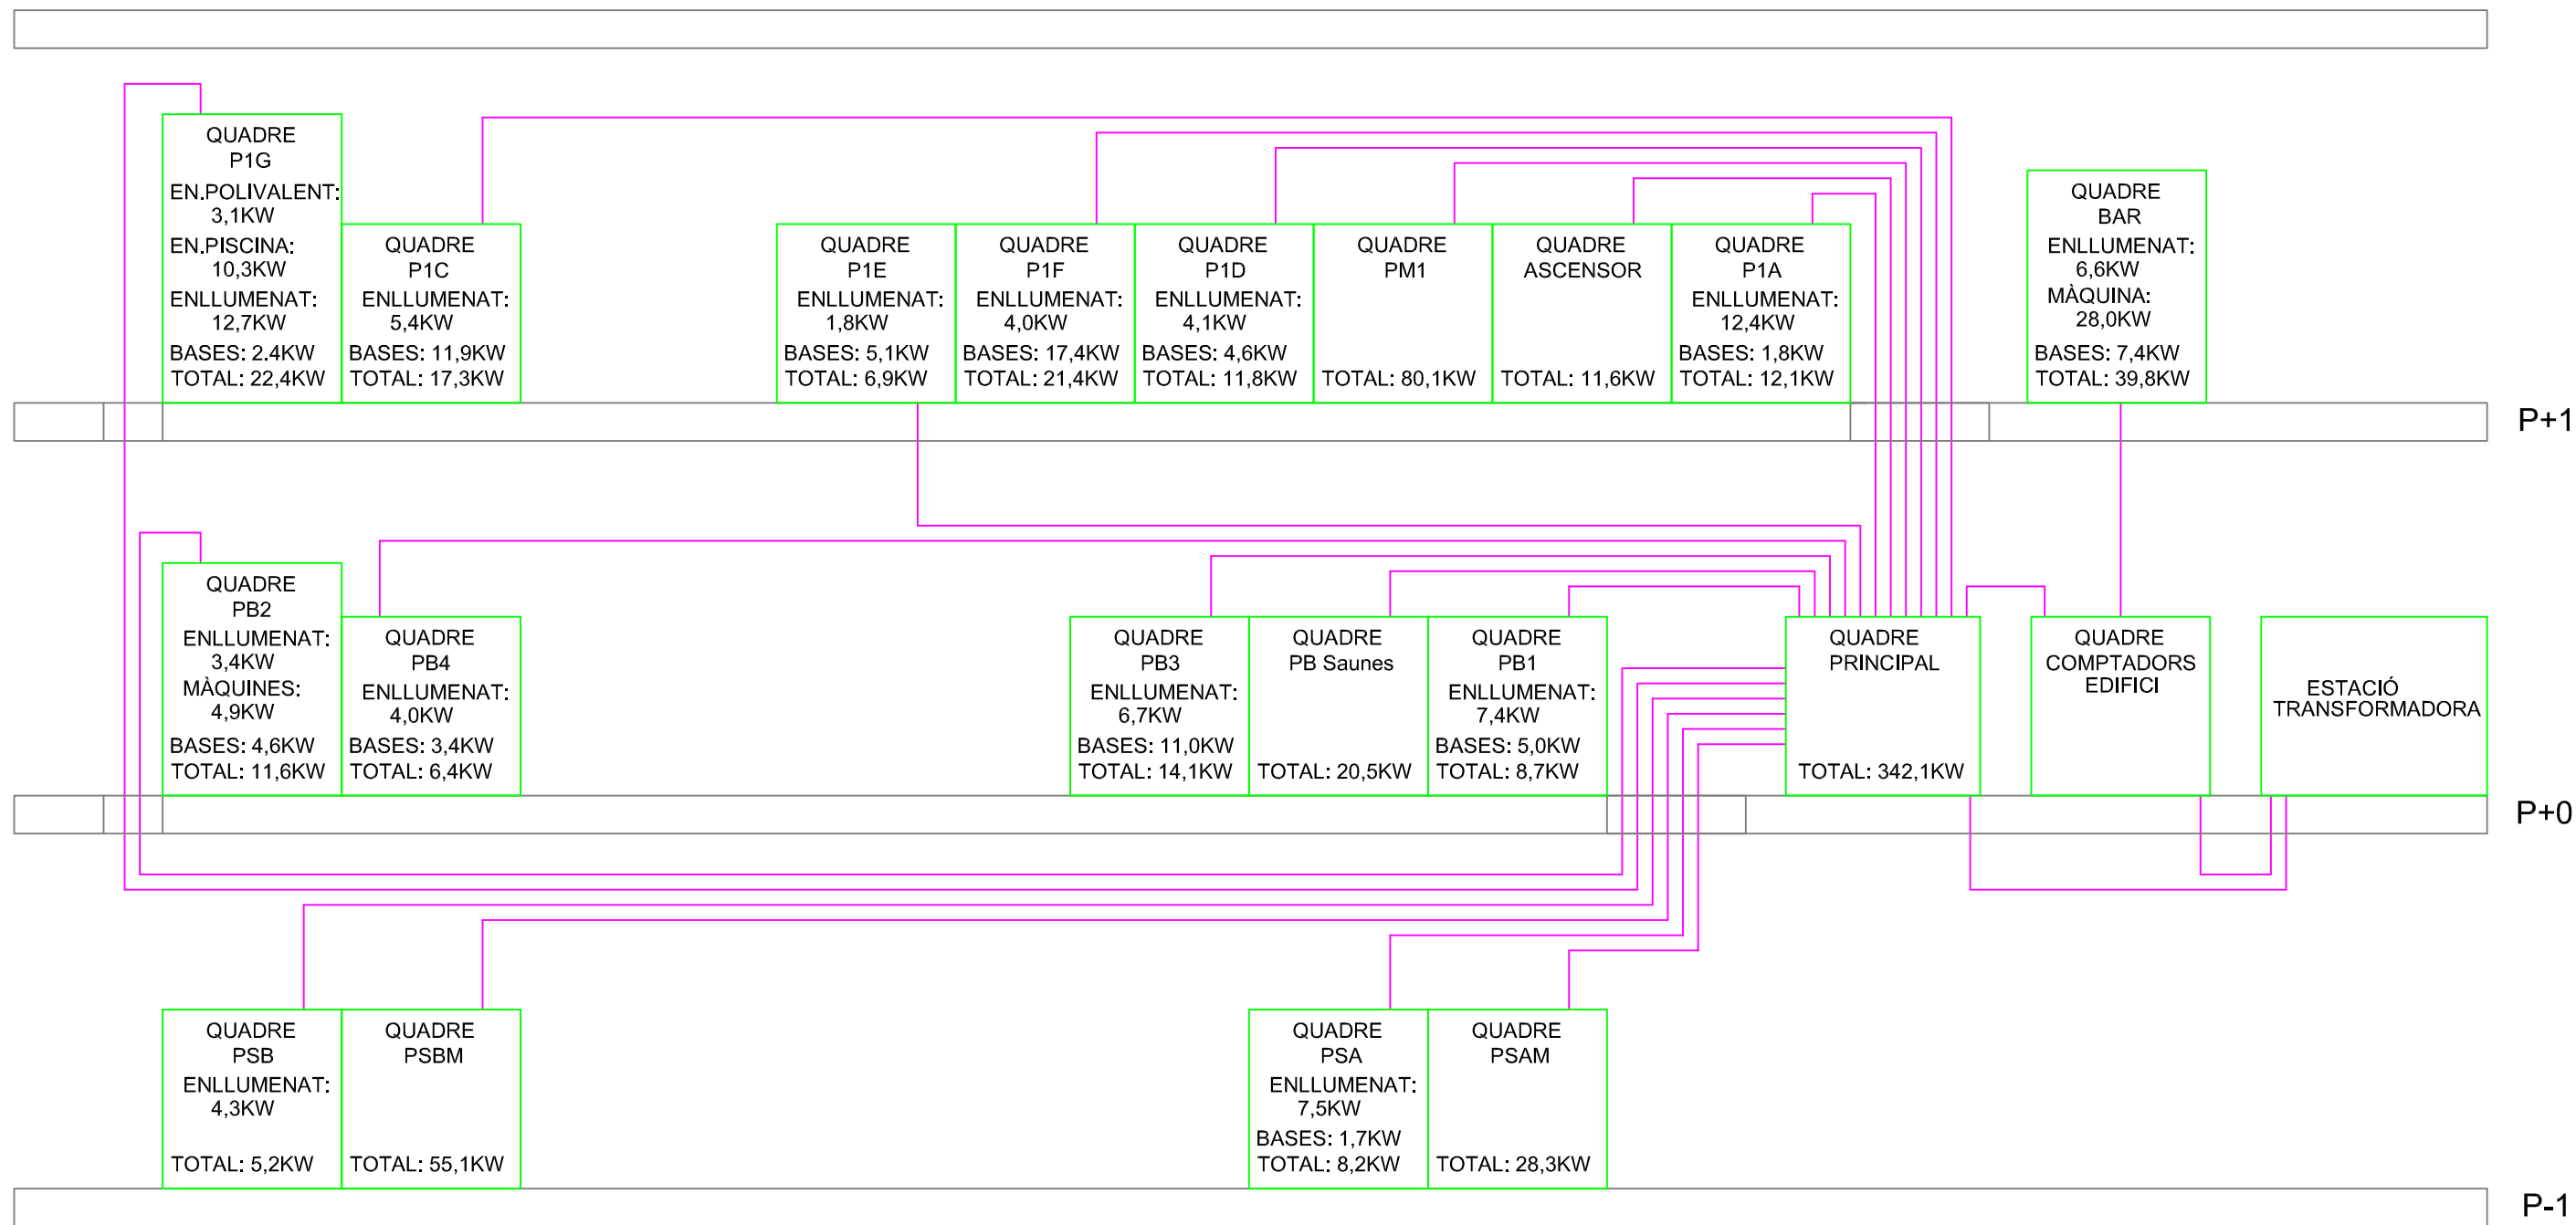 QUADRE
P1G
EN.POLIVALENT:
3,1KW
EN.PISCINA:
10,3KW
ENLLUMENAT:
12,7KW
BASES: 2.4KW
TOTAL: 22,4KW
QUADRE
P1C
ENLLUMENAT:
5,4KW
BASES: 11,9KW
TOTAL: 17,3KW
QUADRE
P1E
ENLLUMENAT:
1,8KW
BASES: 5,1KW
TOTAL: 6,9KW
QUADRE
P1F
ENLLUMENAT:
4,0KW
BASES: 17,4KW
TOTAL: 21,4KW
QUADRE
P1D
ENLLUMENAT:
4,1KW
BASES: 4,6KW
TOTAL: 11,8KW
QUADRE
PM1
TOTAL: 80,1KW
QUADRE
ASCENSOR
TOTAL: 11,6KW
QUADRE
P1A
ENLLUMENAT:
12,4KW
BASES: 1,8KW
TOTAL: 12,1KW
QUADRE
BAR
ENLLUMENAT:
6,6KW
MÀQUINA:
28,0KW
BASES: 7,4KW
TOTAL: 39,8KW
P+1
QUADRE
PB2
ENLLUMENAT:
3,4KW
MÀQUINES:
4,9KW
BASES: 4,6KW
TOTAL: 11,6KW
QUADRE
PB4
ENLLUMENAT:
4,0KW
BASES: 3,4KW
TOTAL: 6,4KW
QUADRE
PB3
ENLLUMENAT:
6,7KW
BASES: 11,0KW
TOTAL: 14,1KW
QUADRE
PB Saunes
TOTAL: 20,5KW
QUADRE
PB1
ENLLUMENAT:
7,4KW
BASES: 5,0KW
TOTAL: 8,7KW
QUADRE
PRINCIPAL
TOTAL: 342,1KW
QUADRE
COMPTADORS
EDIFICI
ESTACIÓ
TRANSFORMADORA
P+0
QUADRE
PSB
ENLLUMENAT:
4,3KW
TOTAL: 5,2KW
QUADRE
PSBM
TOTAL: 55,1KW
QUADRE
PSA
ENLLUMENAT:
7,5KW
BASES: 1,7KW
TOTAL: 8,2KW
QUADRE
PSAM
TOTAL: 28,3KW
P-1